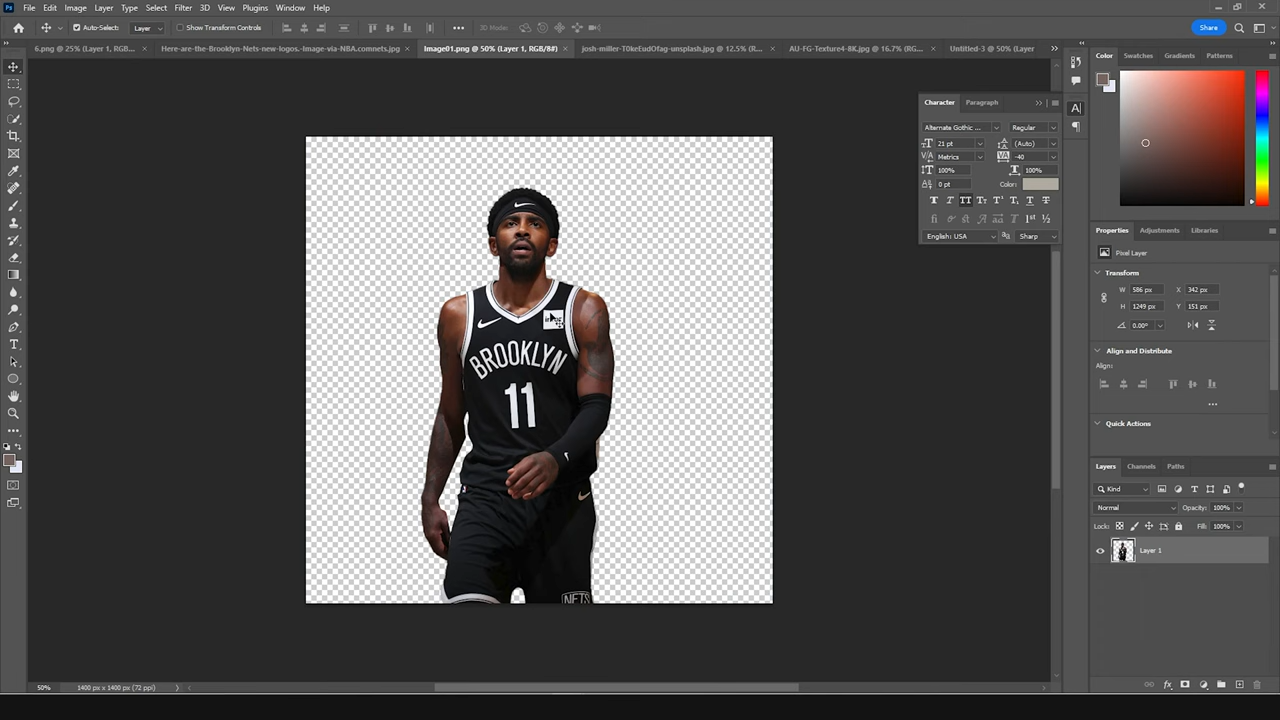 Ps File Edit Image Layer Type Select Filter 3D View Plugins Window Help
Auto-Select: Layer Show Transform Controls 3D Mode: Share
6.png @ 25% (Layer 1, RGB... × Here-are-the-Brooklyn-Nets-new-logos.-Image-via-NBA.comnets.jpg × Image01.png @ 50% (Layer 1, RGB/8#) × josh-miller-T0keEudOfag-unsplash.jpg @ 12.5% (R... × AU-FG-Texture4-8K.jpg @ 16.7% (RG... × Untitled-3 @ 50% (Layer
Color Swatches Gradients Patterns
Character Paragraph
Alternate Gothic ... Regular
21 pt (Auto)
Metrics -40
100% 100%
0 pt Color:
English: USA Sharp
Properties Adjustments Libraries
Pixel Layer
Transform
W 586 px X 342 px
H 1249 px Y 151 px
0.00°
Align and Distribute
Align:
Quick Actions
Layers Channels Paths
Kind
Normal Opacity: 100%
Lock: Fill: 100%
Layer 1
BROOKLYN
11
NETS
50% 1400 px x 1400 px (72 ppi)